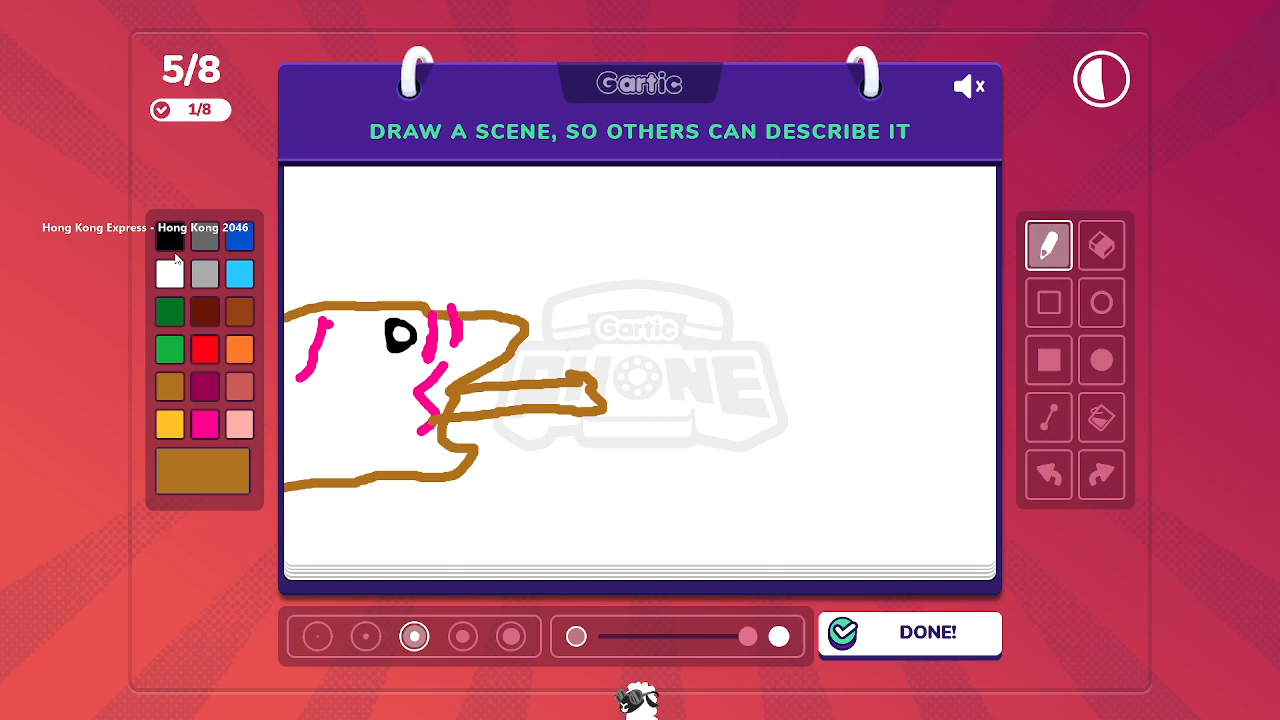 5/8
1/8
Gartic
DRAW A SCENE, SO OTHERS CAN DESCRIBE IT
Hong Kong Express - Hong Kong 2046
Gartic
PHONE
DONE!